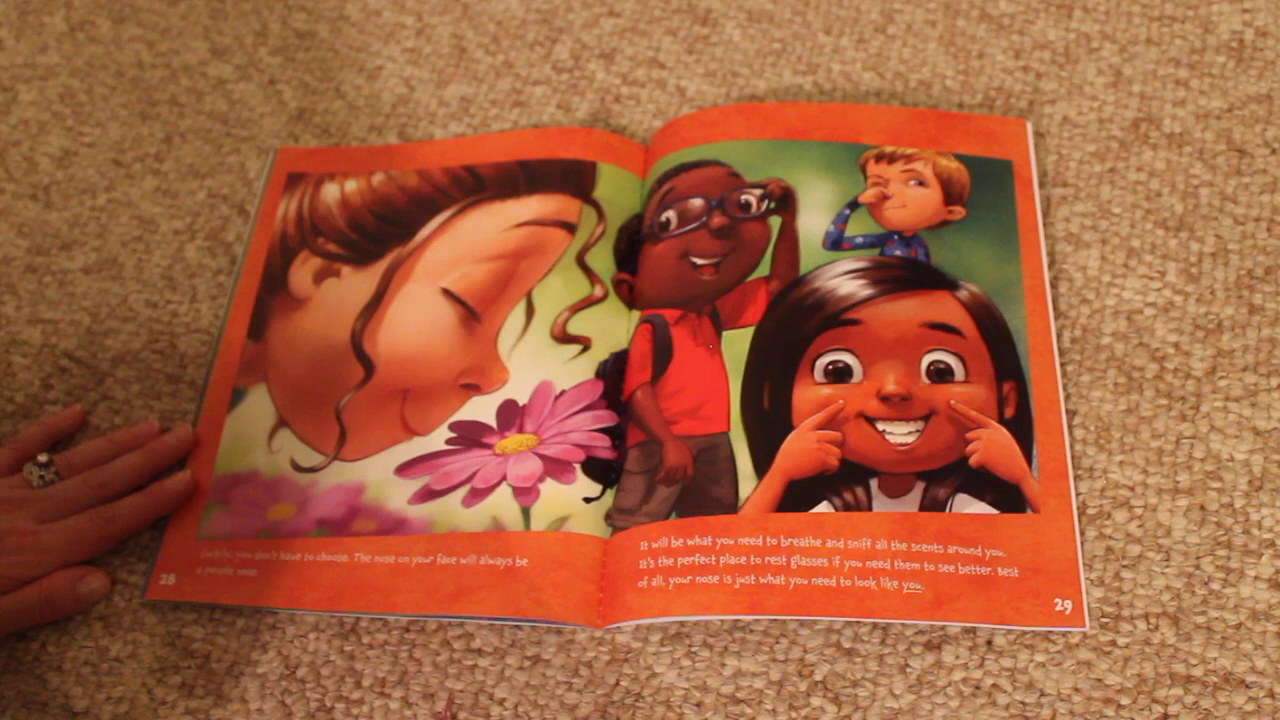 Luckily, you don't have to choose. The nose on your face will always be
a people nose.
28
It will be what you need to breathe and sniff all the scents around you.
It's the perfect place to rest glasses if you need them to see better. Best
of all, your nose is just what you need to look like you.
29